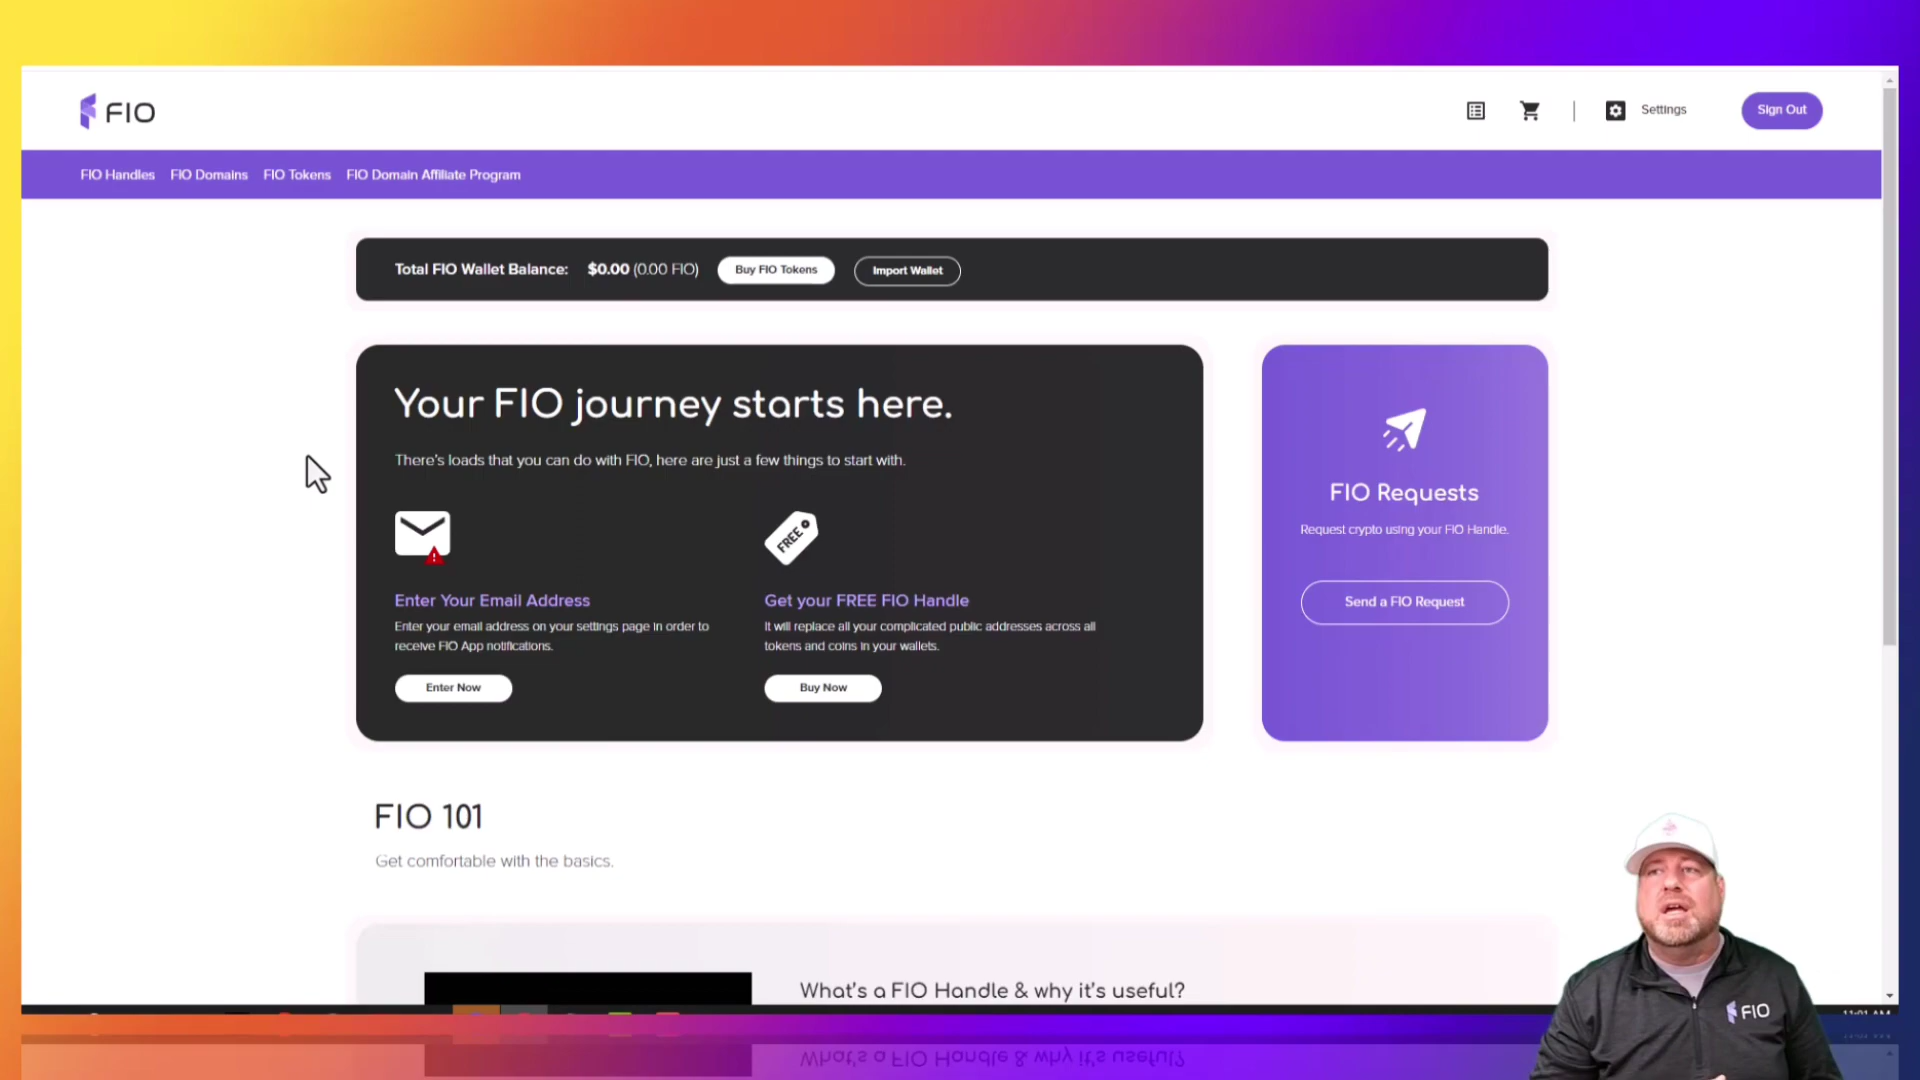 FIO
Settings
Sign Out
FIO Handles FIO Domains FIO Tokens FIO Domain Affiliate Program
Total FIO Wallet Balance: $0.00 (0.00 FIO) Buy FIO Tokens Import Wallet
Your FIO journey starts here.
There's loads that you can do with FIO, here are just a few things to start with.
FREE
Enter Your Email Address
Enter your email address on your settings page in order to
receive FIO App notifications.
Enter Now
Get your FREE FIO Handle
It will replace all your complicated public addresses across all
tokens and coins in your wallets.
Buy Now
FIO Requests
Request crypto using your FIO Handle.
Send a FIO Request
FIO 101
Get comfortable with the basics.
What's a FIO Handle & why it's useful?
FIO
What's a FIO Handle & why it's useful?